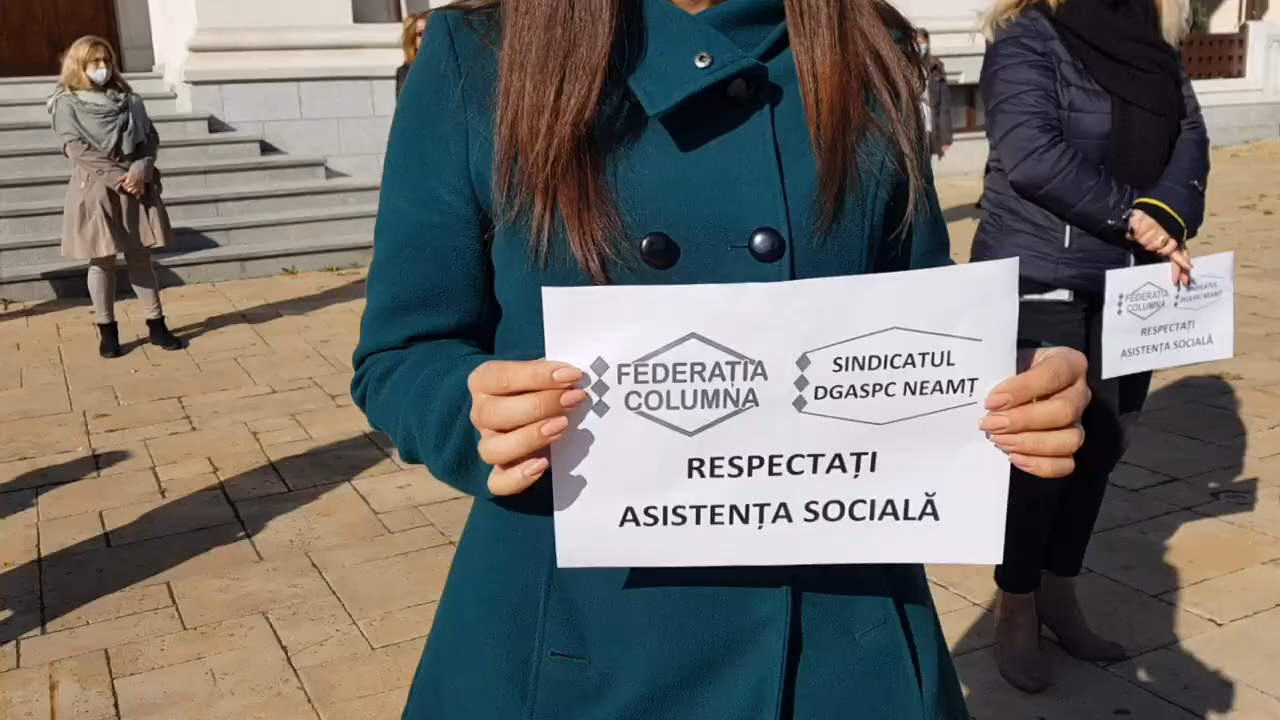 FEDERAȚIA
COLUMNA
SINDICATUL
DGASPC NEAMȚ
RESPECTAȚI
ASISTENȚA SOCIALĂ
FEDERAȚIA
COLUMNA
SINDICATUL
DGASPC NEAMȚ
RESPECTAȚI
ASISTENȚA SOCIALĂ